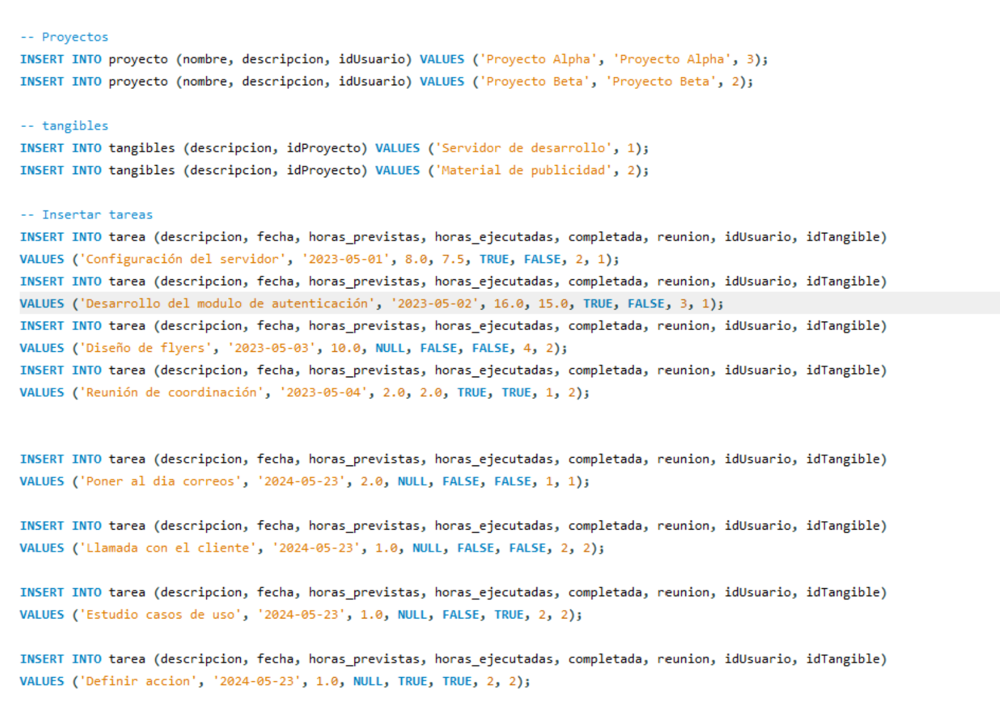 -- Proyectos
INSERT INTO proyecto (nombre, descripcion, idUsuario) VALUES ('Proyecto Alpha', 'Proyecto Alpha', 3);
INSERT INTO proyecto (nombre, descripcion, idUsuario) VALUES ('Proyecto Beta', 'Proyecto Beta', 2);
-- tangibles
INSERT INTO tangibles (descripcion, idProyecto) VALUES ('Servidor de desarrollo', 1);
INSERT INTO tangibles (descripcion, idProyecto) VALUES ('Material de publicidad', 2);
-- Insertar tareas
INSERT INTO tarea (descripcion, fecha, horas_previstas, horas_ejecutadas, completada, reunion, idUsuario, idTangible)
VALUES ('Configuración del servidor', '2023-05-01', 8.0, 7.5, TRUE, FALSE, 2, 1);
INSERT INTO tarea (descripcion, fecha, horas_previstas, horas_ejecutadas, completada, reunion, idUsuario, idTangible)
VALUES ('Desarrollo del modulo de autenticación', '2023-05-02', 16.0, 15.0, TRUE, FALSE, 3, 1);
INSERT INTO tarea (descripcion, fecha, horas_previstas, horas_ejecutadas, completada, reunion, idUsuario, idTangible)
VALUES ('Diseño de flyers', '2023-05-03', 10.0, NULL, FALSE, FALSE, 4, 2);
INSERT INTO tarea (descripcion, fecha, horas_previstas, horas_ejecutadas, completada, reunion, idUsuario, idTangible)
VALUES ('Reunión de coordinación', '2023-05-04', 2.0, 2.0, TRUE, TRUE, 1, 2);
INSERT INTO tarea (descripcion, fecha, horas_previstas, horas_ejecutadas, completada, reunion, idUsuario, idTangible)
VALUES ('Poner al dia correos', '2024-05-23', 2.0, NULL, FALSE, FALSE, 1, 1);
INSERT INTO tarea (descripcion, fecha, horas_previstas, horas_ejecutadas, completada, reunion, idUsuario, idTangible)
VALUES ('Llamada con el cliente', '2024-05-23', 1.0, NULL, FALSE, FALSE, 2, 2);
INSERT INTO tarea (descripcion, fecha, horas_previstas, horas_ejecutadas, completada, reunion, idUsuario, idTangible)
VALUES ('Estudio casos de uso', '2024-05-23', 1.0, NULL, FALSE, TRUE, 2, 2);
INSERT INTO tarea (descripcion, fecha, horas_previstas, horas_ejecutadas, completada, reunion, idUsuario, idTangible)
VALUES ('Definir accion', '2024-05-23', 1.0, NULL, TRUE, TRUE, 2, 2);